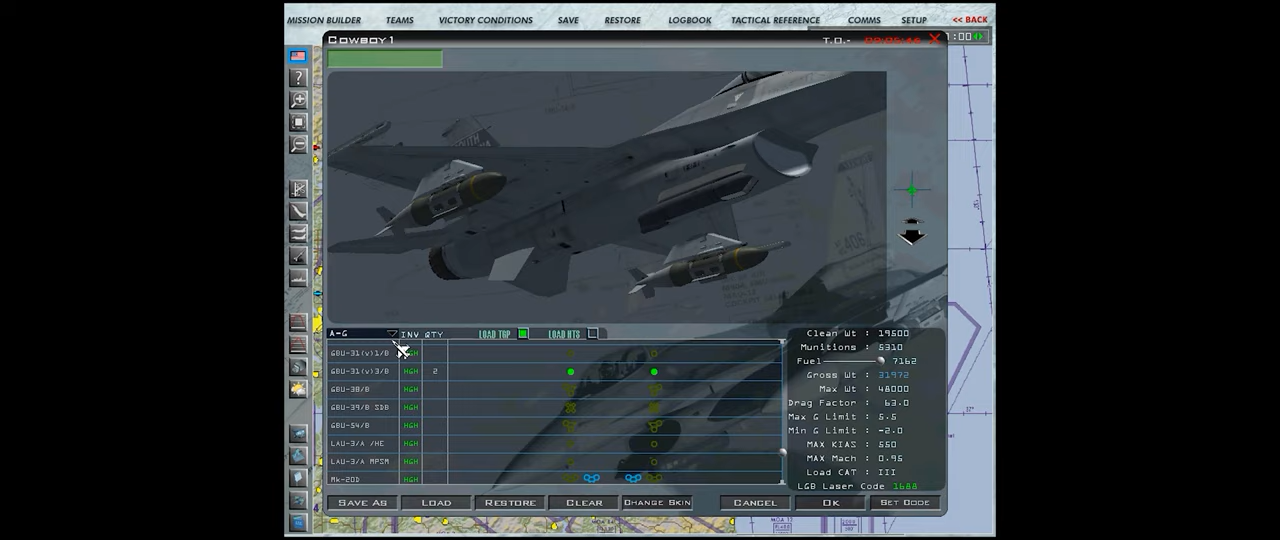 MISSION BUILDER TEAMS VICTORY CONDITIONS SAVE RESTORE LOGBOOK TACTICAL REFERENCE COMMS SETUP << BACK
Cowboy1 T.O.-
:00
A-G INV QTY LOAD TGP LOAD HTS
GBU-31(v)1/B HGH
GBU-31(v)3/B HGH 2
GBU-38/B HGH
GBU-39/B SDB HGH
GBU-54/B HGH
LAU-3/A /HE HGH
LAU-3/A MPSM HGH
Mk-20D HGH
Clean Wt : 19500
Munitions : 5310
Fuel 7162
Gross Wt : 31972
Max Wt : 48000
Drag Factor : 63.0
Max G Limit : 5.5
Min G Limit : -2.0
MAX KIAS : 550
MAX Mach : 0.95
Load CAT : III
LGB Laser Code 1688
SAVE AS LOAD RESTORE CLEAR CHANGE SKIN CANCEL OK SET CODE